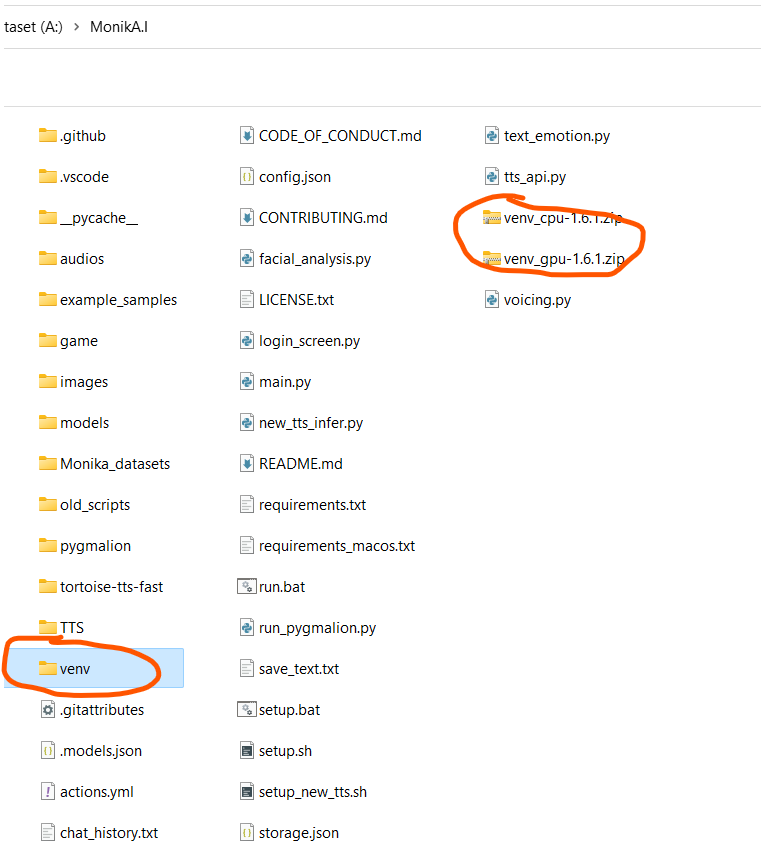 taset (A:) > MonikA.I
.github
.vscode
__pycache__
audios
example_samples
game
images
models
Monika_datasets
old_scripts
pygmalion
tortoise-tts-fast
TTS
venv
.gitattributes
.models.json
actions.yml
chat_history.txt
CODE_OF_CONDUCT.md
config.json
CONTRIBUTING.md
facial_analysis.py
LICENSE.txt
login_screen.py
main.py
new_tts_infer.py
README.md
requirements.txt
requirements_macos.txt
run.bat
run_pygmalion.py
save_text.txt
setup.bat
setup.sh
setup_new_tts.sh
storage.json
text_emotion.py
tts_api.py
venv_cpu-1.6.1.zip
venv_gpu-1.6.1.zip
voicing.py